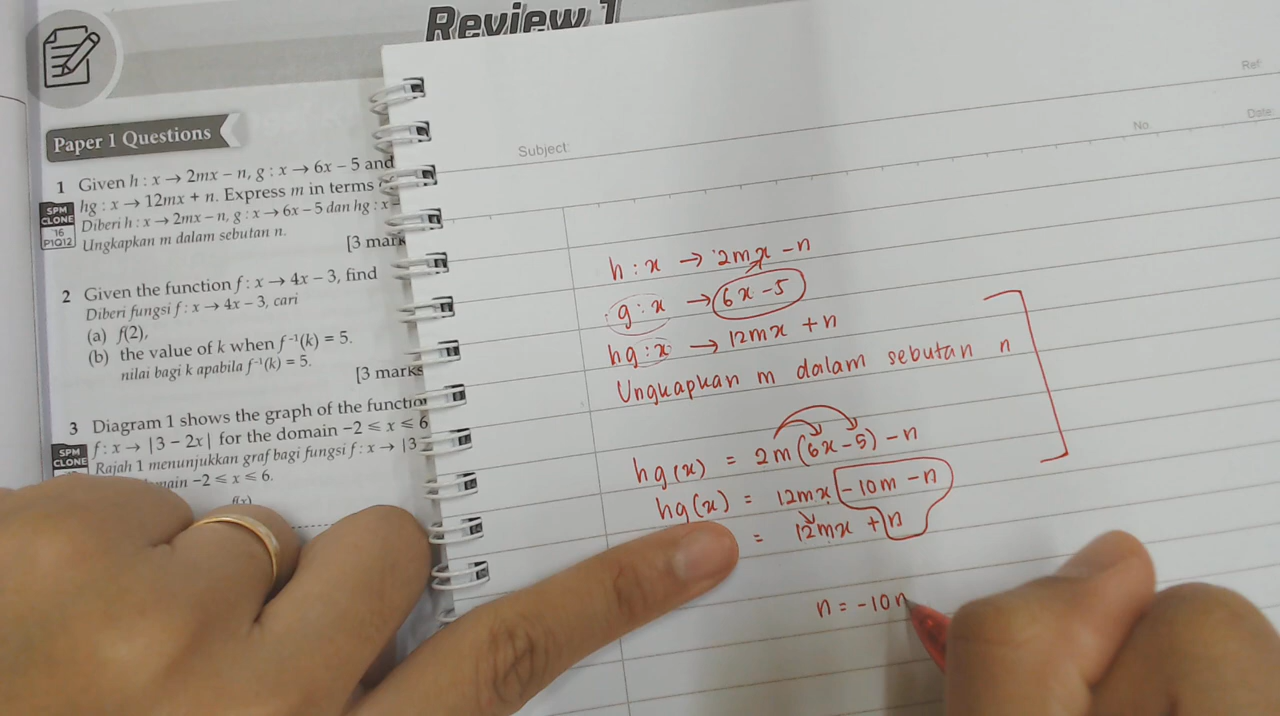 Review 1
Paper 1 Questions
1 Given h : x → 2mx – n, g : x → 6x – 5 and
hg : x → 12mx + n. Express m in terms
Diberi h : x → 2mx – n, g : x → 6x – 5 dan hg : x
Ungkapkan m dalam sebutan n.
[3 mark
SPM
CLONE
16
P1Q12
2 Given the function f : x → 4x – 3, find
Diberi fungsi f : x → 4x – 3, cari
(a) f(2),
(b) the value of k when f⁻¹(k) = 5.
nilai bagi k apabila f⁻¹(k) = 5.
[3 marks
3 Diagram 1 shows the graph of the function
f : x → |3 – 2x| for the domain –2 ≤ x ≤ 6
Rajah 1 menunjukkan graf bagi fungsi f : x → |3
–2 ≤ x ≤ 6.
SPM
CLONE
f(x)
Ref:
Subject:
No.
Date:
h : x → 2mx – n
g : x → 6x – 5
hg : x → 12mx + n
Ungkapkan m dalam sebutan n
hg(x) = 2m(6x – 5) – n
hg(x) = 12mx – 10m – n
= 12mx + n
n = –10